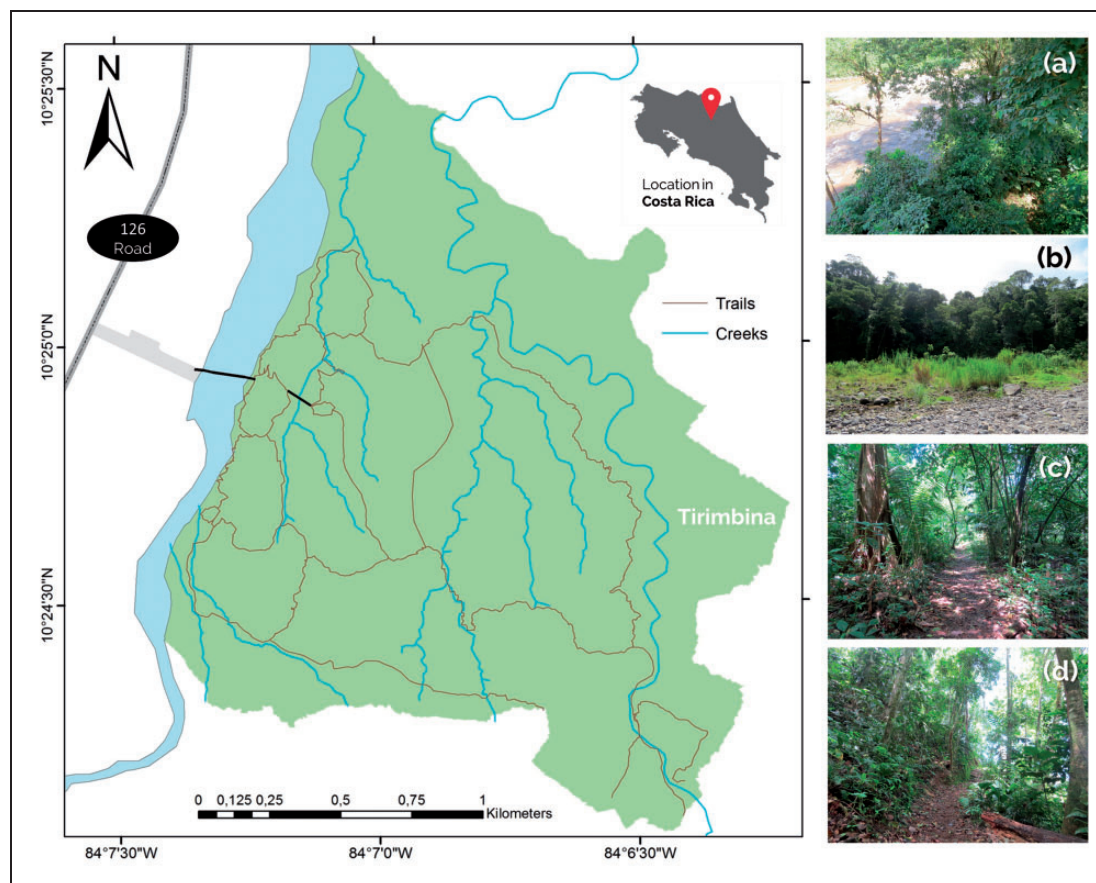 10°25'30"N
10°25'0"N
10°24'30"N
N
126
Road
Location in
Costa Rica
Trails
Creeks
Tirimbina
0 0,125 0,25 0,5 0,75 1
Kilometers
84°7'30"W
84°7'0"W
84°6'30"W
(a)
(b)
(c)
(d)